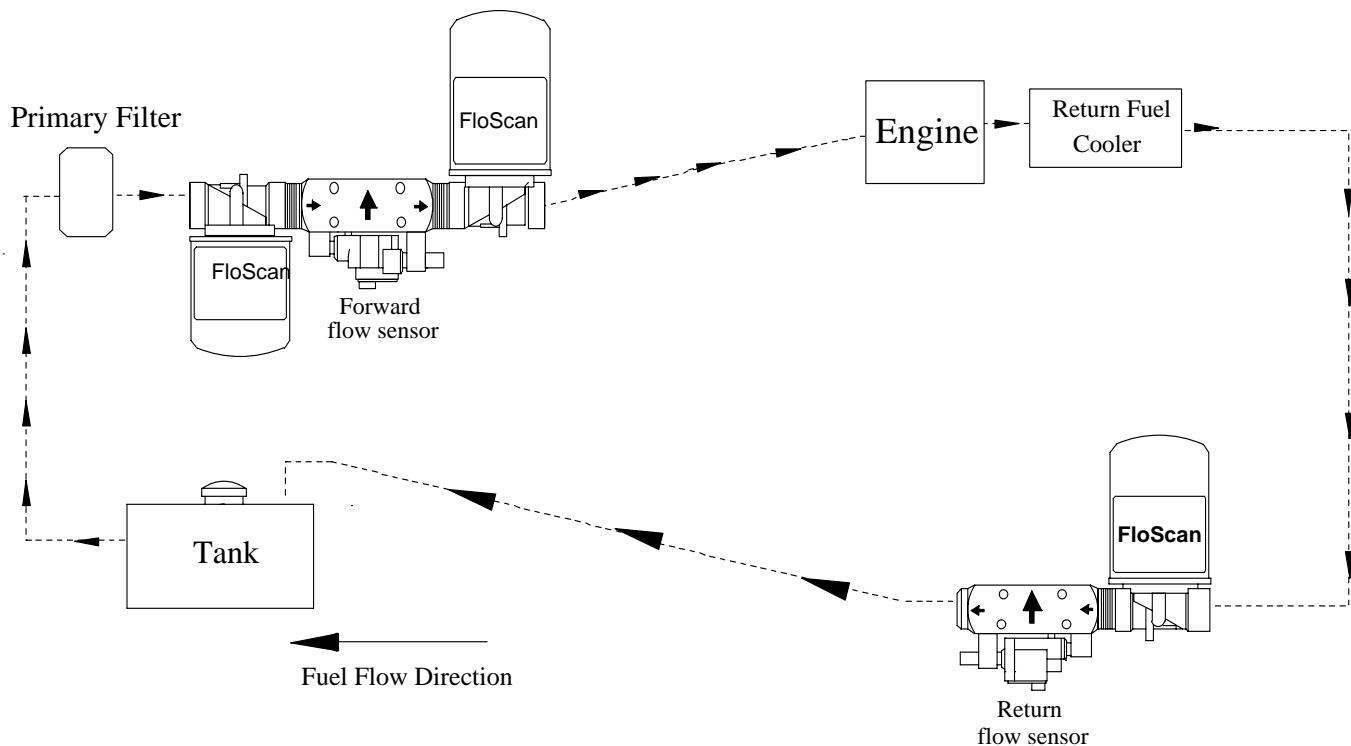 Primary Filter
FloScan
FloScan
Forward
flow sensor
Engine
Return Fuel
Cooler
Tank
Fuel Flow Direction
FloScan
Return
flow sensor